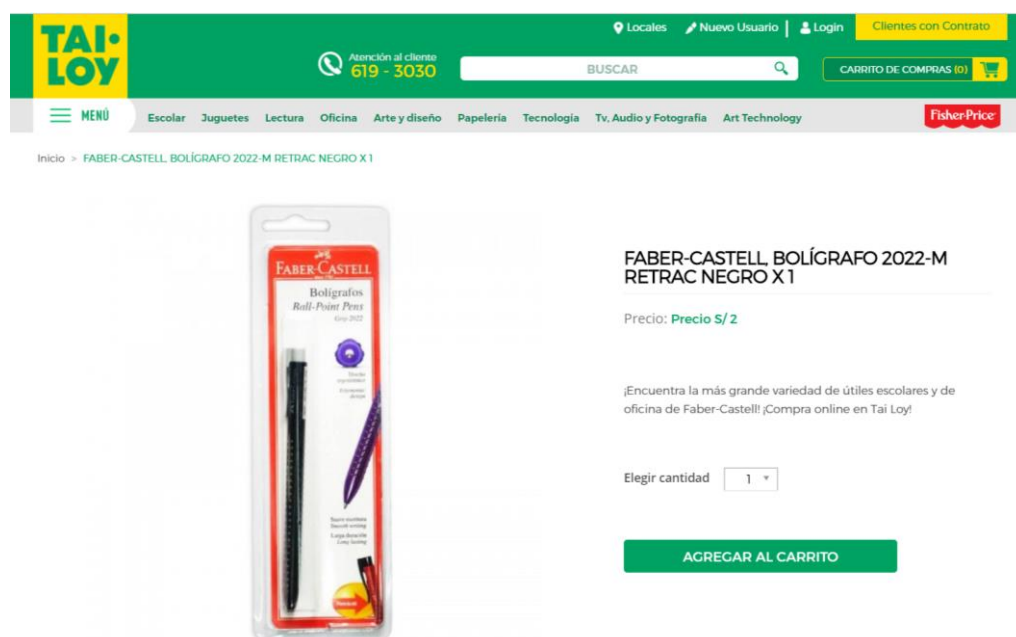 TAI•
LOY
Locales
Nuevo Usuario |
Login
Clientes con Contrato
Atención al cliente
619 - 3030
BUSCAR
CARRITO DE COMPRAS (0)
MENÚ
Escolar Juguetes Lectura Oficina Arte y diseño Papelería Tecnología Tv, Audio y Fotografía Art Technology
Fisher-Price
Inicio > FABER-CASTELL, BOLÍGRAFO 2022-M RETRAC NEGRO X 1
FABER-CASTELL
Bolígrafos
Ball-Point Pens
Grip 2022
FABER-CASTELL, BOLÍGRAFO 2022-M
RETRAC NEGRO X 1
Precio: Precio S/ 2
¡Encuentra la más grande variedad de útiles escolares y de
oficina de Faber-Castell! ¡Compra online en Tai Loy!
Elegir cantidad 1
AGREGAR AL CARRITO